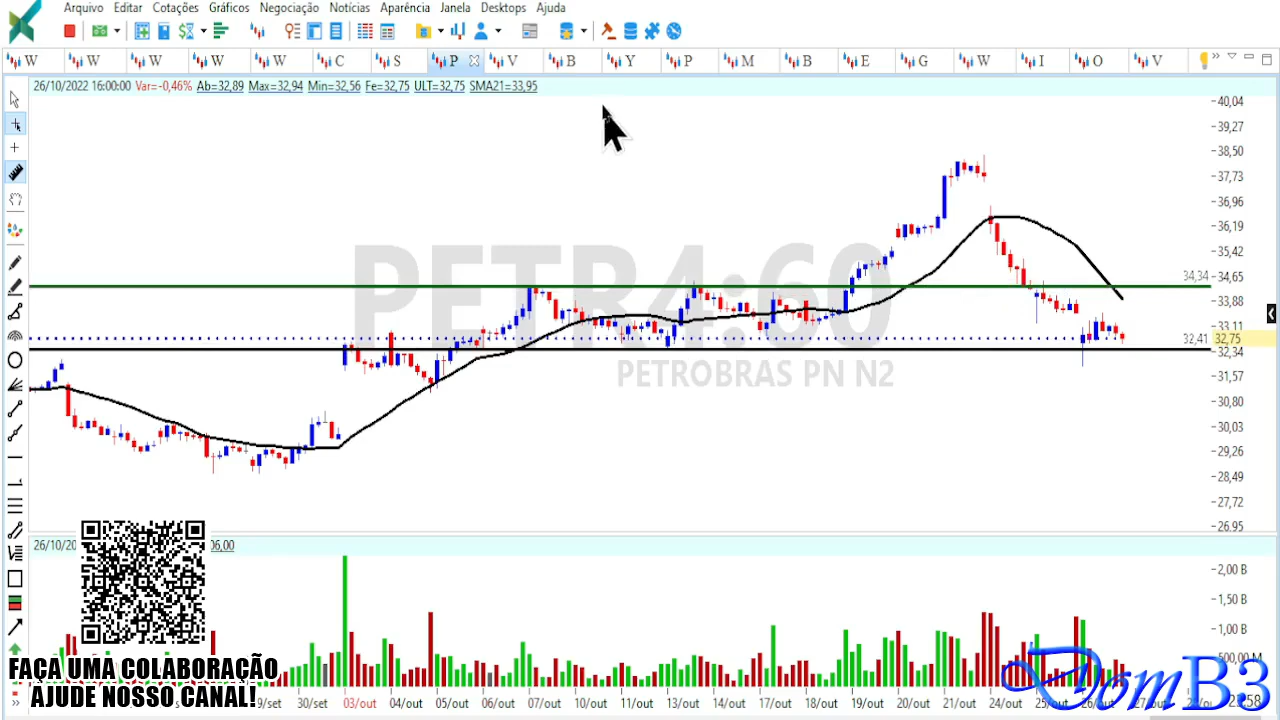 Arquivo Editar Cotações Gráficos Negociação Notícias Aparência Janela Desktops Ajuda
W W W W W C S P V B Y P M B E G W I O V
26/10/2022 16:00:00 Var=-0,46% Ab=32,89 Max=32,94 Min=32,56 Fe=32,75 ULT=32,75 SMA21=33,95
40,04
39,27
38,50
37,73
36,96
36,19
35,42
34,34 34,65
33,88
33,11
32,41 32,75
32,34
31,57
30,80
30,03
29,26
28,49
27,72
26,95
PETR4:60
PETROBRAS PN N2
26/10/20 06,00
2,00 B
1,50 B
1,00 B
500,00 M
FAÇA UMA COLABORAÇÃO
AJUDE NOSSO CANAL!
9/set 30/set 03/out 04/out 05/out 06/out 07/out 10/out 11/out 13/out 14/out 17/out 18/out 19/out 20/out 21/out 24/out 25/out 26/out
DomB3